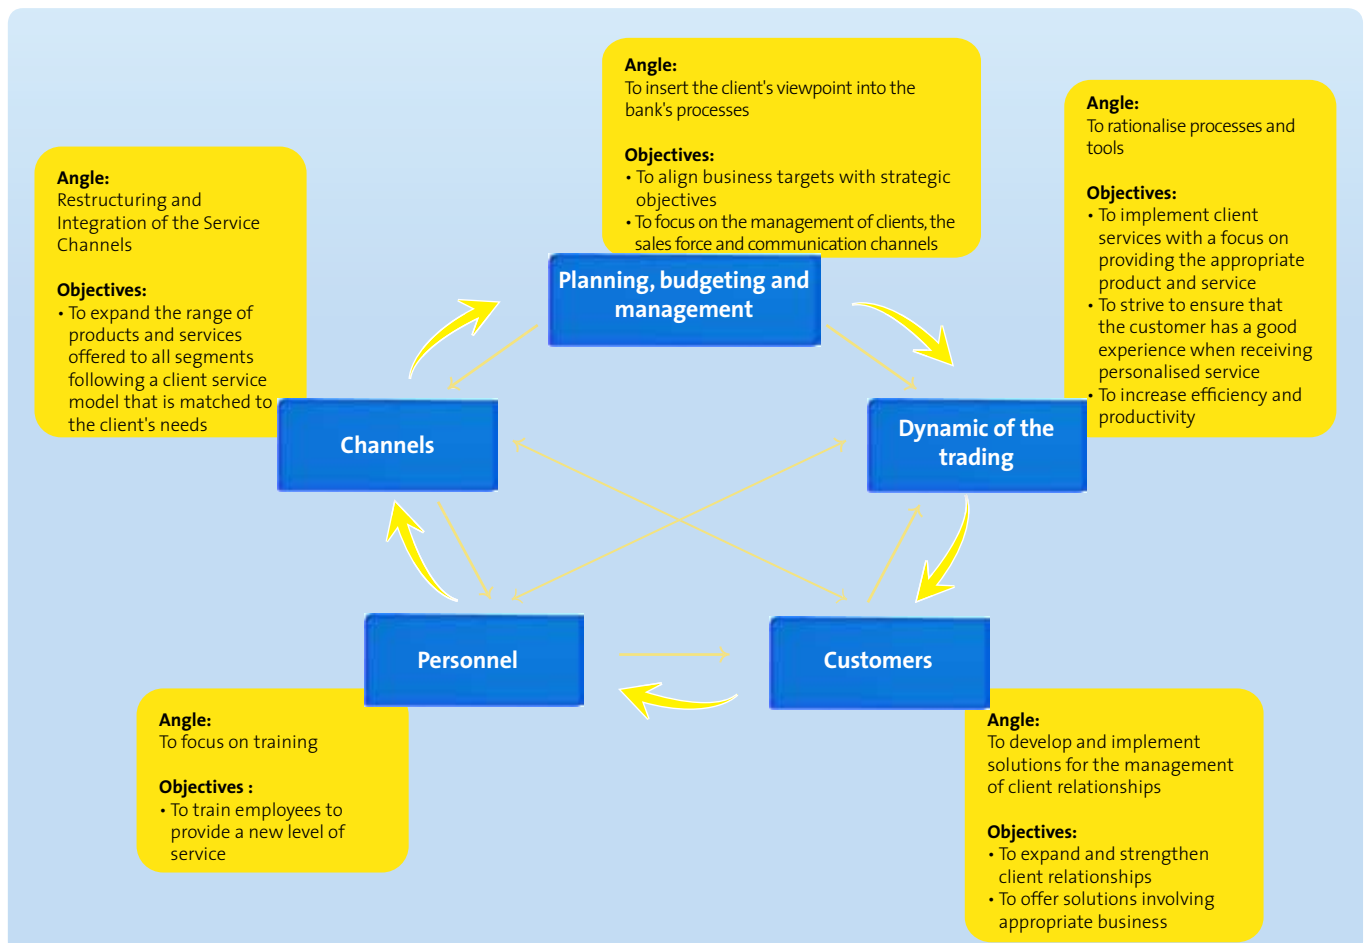 Angle:
To insert the client's viewpoint into the
bank's processes
Objectives:
• To align business targets with strategic
objectives
• To focus on the management of clients, the
sales force and communication channels
Planning, budgeting and
management
Angle:
To rationalise processes and
tools
Objectives:
• To implement client
services with a focus on
providing the appropriate
product and service
• To strive to ensure that
the customer has a good
experience when receiving
personalised service
• To increase efficiency and
productivity
Dynamic of the
trading
Angle:
Restructuring and
Integration of the Service
Channels
Objectives:
• To expand the range of
products and services
offered to all segments
following a client service
model that is matched to
the client's needs
Channels
Personnel
Angle:
To focus on training
Objectives :
• To train employees to
provide a new level of
service
Customers
Angle:
To develop and implement
solutions for the management
of client relationships
Objectives:
• To expand and strengthen
client relationships
• To offer solutions involving
appropriate business